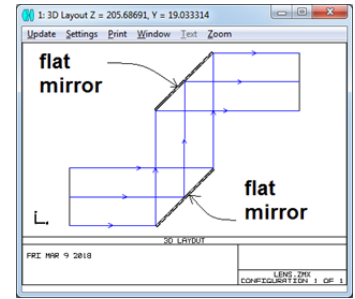 1: 3D Layout Z = 205.68691, Y = 19.033314
Update Settings Print Window Text Zoom
flat
mirror
flat
mirror
3D LAYOUT
FRI MAR 9 2018
LENS.ZMX
CONFIGURATION 1 OF 1